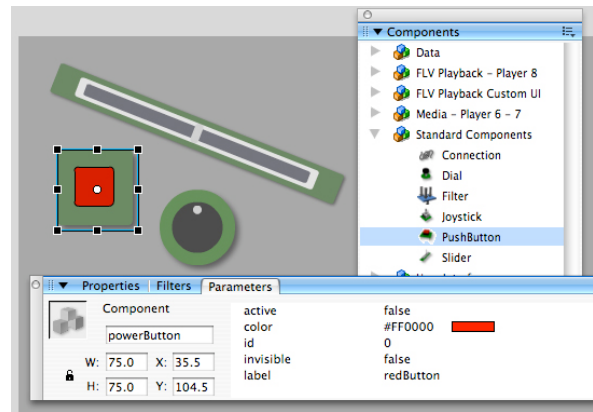 Components
Data
FLV Playback - Player 8
FLV Playback Custom UI
Media - Player 6 - 7
Standard Components
Connection
Dial
Filter
Joystick
PushButton
Slider
Properties Filters Parameters
Component
powerButton
W: 75.0 X: 35.5
H: 75.0 Y: 104.5
active false
color #FF0000
id 0
invisible false
label redButton